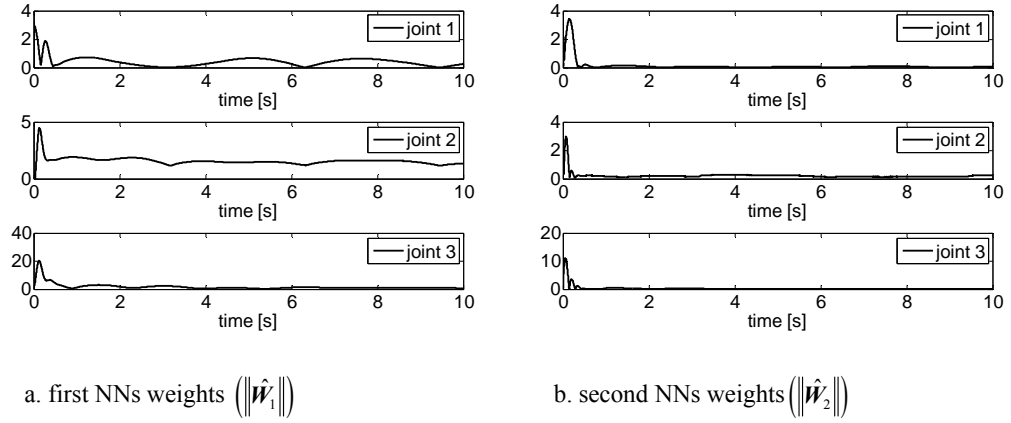 4
2
0
joint 1
0 2 4 6 8 10
time [s]
5
0
joint 2
0 2 4 6 8 10
time [s]
40
20
0
joint 3
0 2 4 6 8 10
time [s]
a. first NNs weights (‖Ŵ₁‖)
4
2
0
joint 1
0 2 4 6 8 10
time [s]
4
2
0
joint 2
0 2 4 6 8 10
time [s]
20
10
0
joint 3
0 2 4 6 8 10
time [s]
b. second NNs weights (‖Ŵ₂‖)